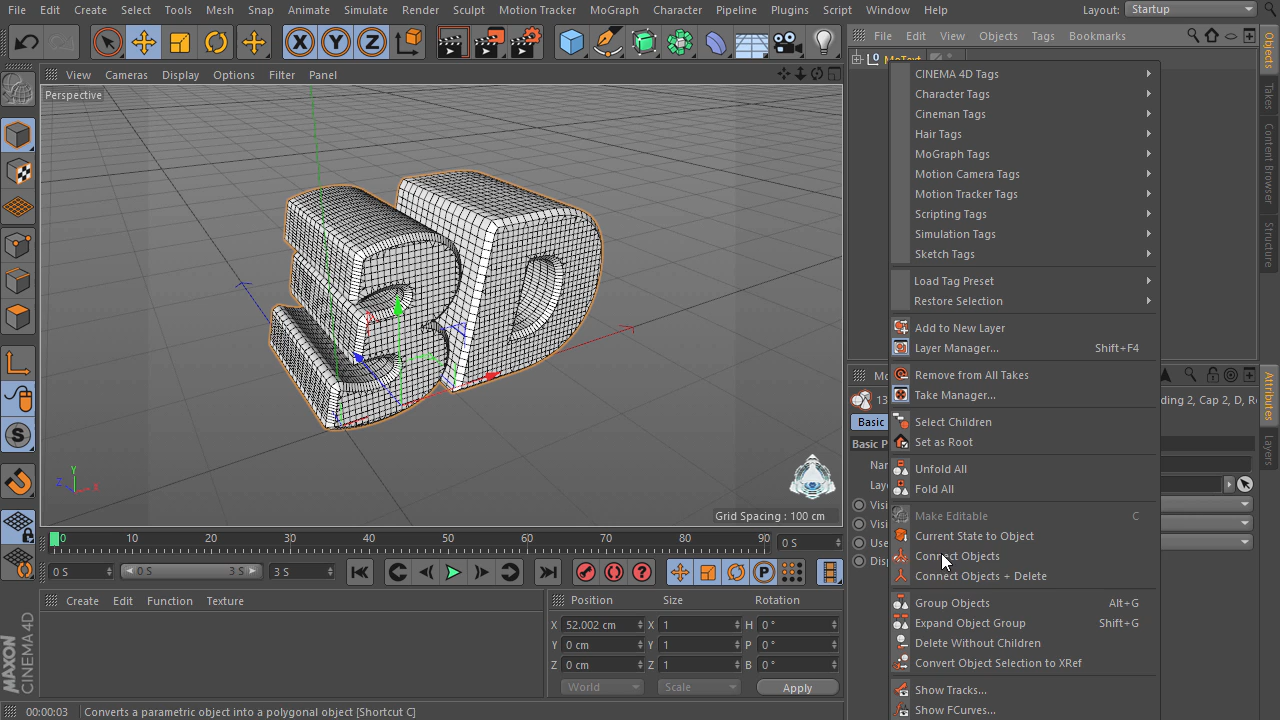 File Edit Create Select Tools Mesh Snap Animate Simulate Render Sculpt Motion Tracker MoGraph Character Pipeline Plugins Script Window Help Layout: Startup
X Y Z
File Edit View Objects Tags Bookmarks
View Cameras Display Options Filter Panel
Perspective
Grid Spacing : 100 cm
Y
Z X
0 10 20 30 40 50 60 70 80 90 0 S
0 S 0 S 3 S 3 S
P
Create Edit Function Texture
Position Size Rotation
X 52.002 cm X 1 H 0 °
Y 0 cm Y 1 P 0 °
Z 0 cm Z 1 B 0 °
World Scale Apply
MAXON
CINEMA 4D
00:00:03 Converts a parametric object into a polygonal object [Shortcut C]
CINEMA 4D Tags
Character Tags
Cineman Tags
Hair Tags
MoGraph Tags
Motion Camera Tags
Motion Tracker Tags
Scripting Tags
Simulation Tags
Sketch Tags
Load Tag Preset
Restore Selection
Add to New Layer
Layer Manager... Shift+F4
Remove from All Takes
Take Manager...
Select Children
Set as Root
Unfold All
Fold All
Make Editable C
Current State to Object
Connect Objects
Connect Objects + Delete
Group Objects Alt+G
Expand Object Group Shift+G
Delete Without Children
Convert Object Selection to XRef
Show Tracks...
Show FCurves...
Basic
Objects
Takes
Content Browser
Structure
Attributes
Layers